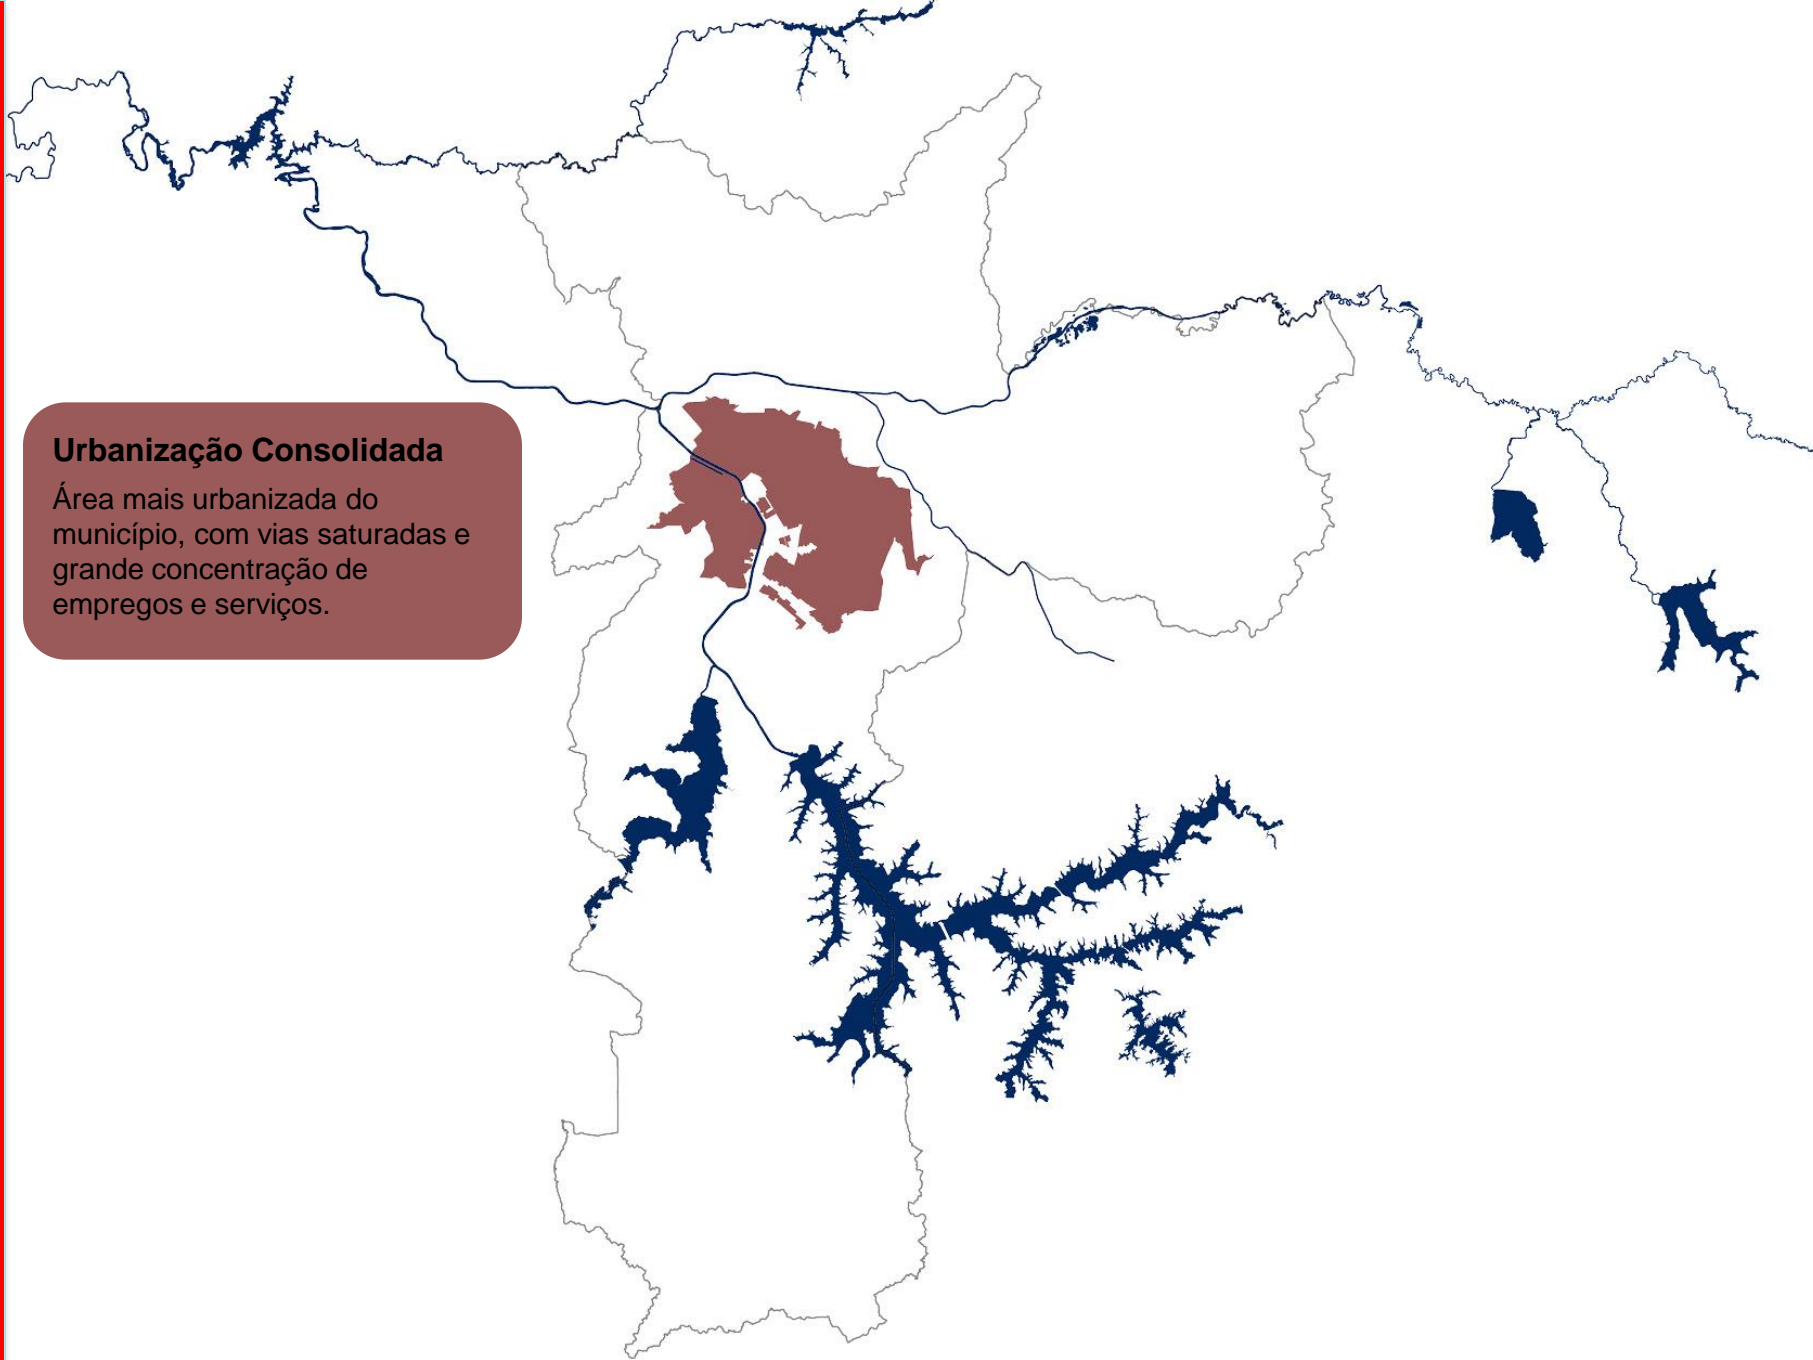 Urbanização Consolidada
Área mais urbanizada do
município, com vias saturadas e
grande concentração de
empregos e serviços.